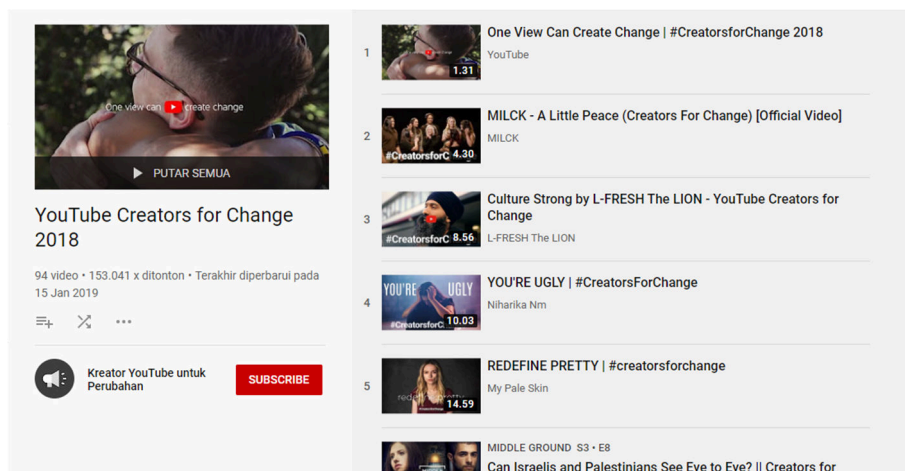 One view can create change
PUTAR SEMUA
YouTube Creators for Change
2018
94 video • 153.041 x ditonton • Terakhir diperbarui pada
15 Jan 2019
Kreator YouTube untuk
Perubahan
SUBSCRIBE
1
1.31
One View Can Create Change | #CreatorsforChange 2018
YouTube
2
#CreatorsforC 4.30
MILCK - A Little Peace (Creators For Change) [Official Video]
MILCK
3
#CreatorsforC 8.56
Culture Strong by L-FRESH The LION - YouTube Creators for
Change
L-FRESH The LION
4
YOU'RE UGLY
#CreatorsforC 10.03
YOU'RE UGLY | #CreatorsForChange
Niharika Nm
5
redefine pretty
14.59
REDEFINE PRETTY | #creatorsforchange
My Pale Skin
MIDDLE GROUND S3 • E8
Can Israelis and Palestinians See Eye to Eye? || Creators for